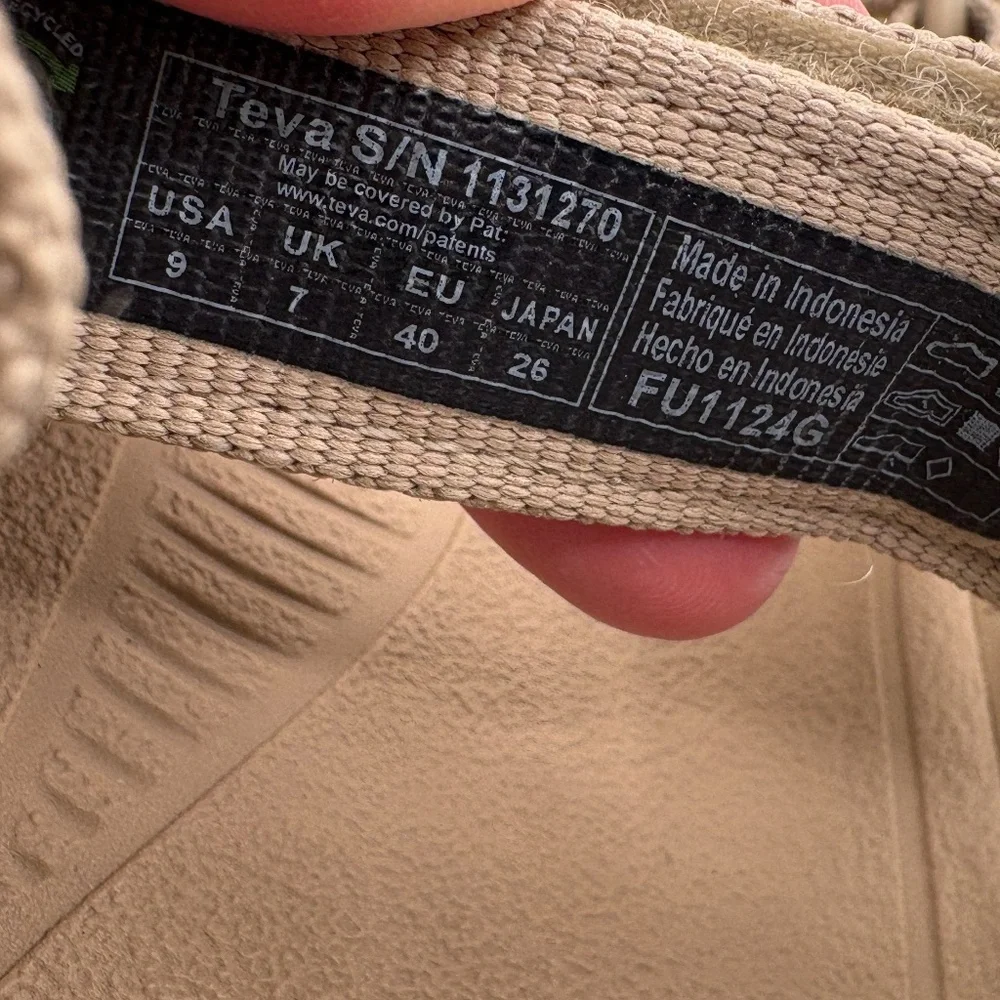 RECYCLED
Teva S/N 1131270
May be covered by Pat:
www.teva.com/patents
USA UK EU JAPAN
9 7 40 26
Made in Indonesia
Fabriqué en Indonésie
Hecho en Indonesia
FU1124G